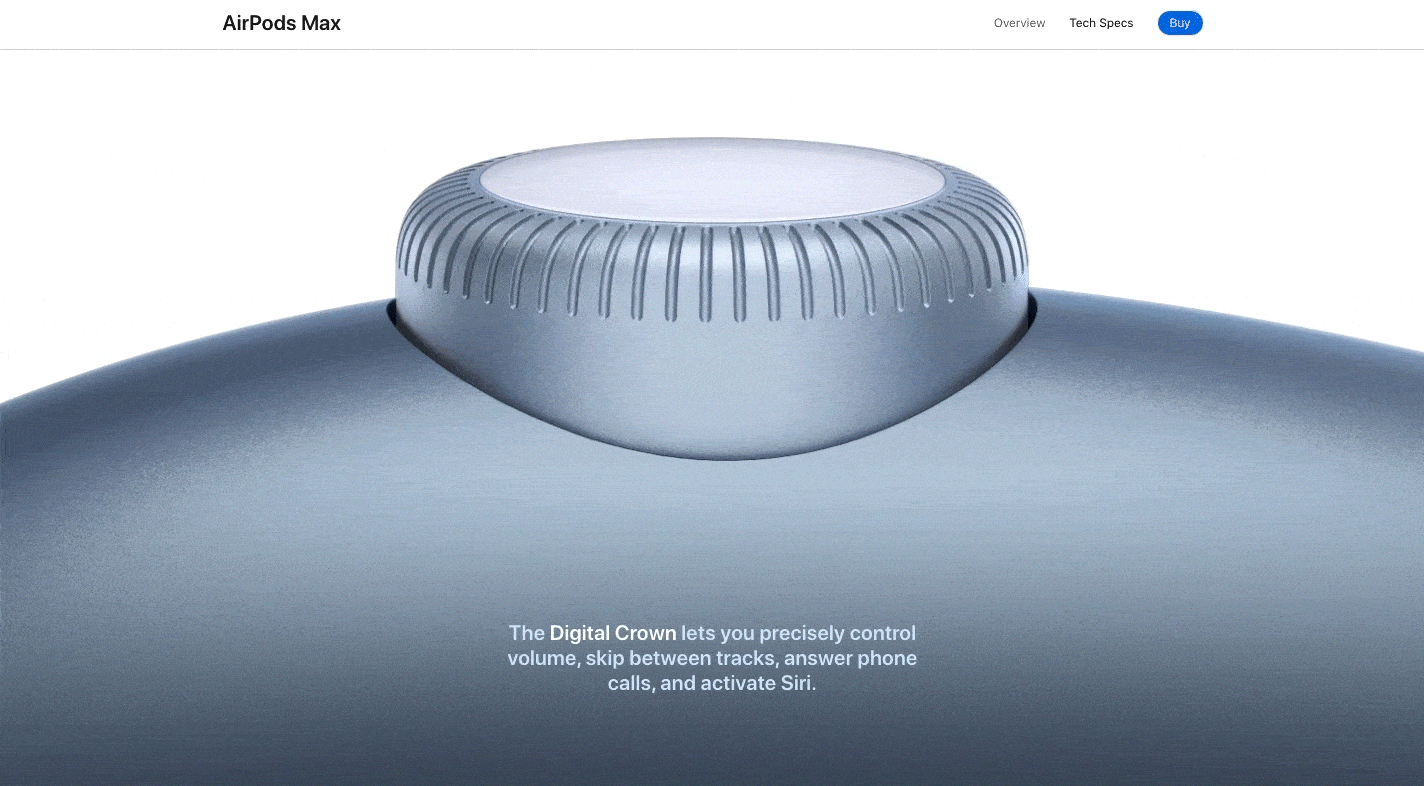 AirPods Max
Overview
Tech Specs
Buy
The Digital Crown lets you precisely control
volume, skip between tracks, answer phone
calls, and activate Siri.